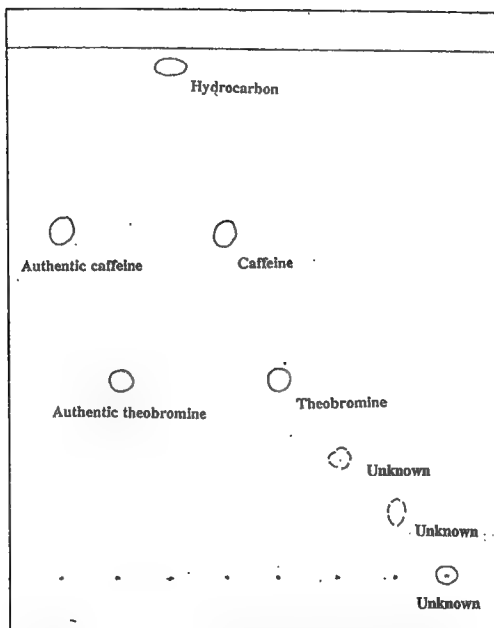 Hydrocarbon
Authentic caffeine
Caffeine
Authentic theobromine
Theobromine
Unknown
Unknown
Unknown